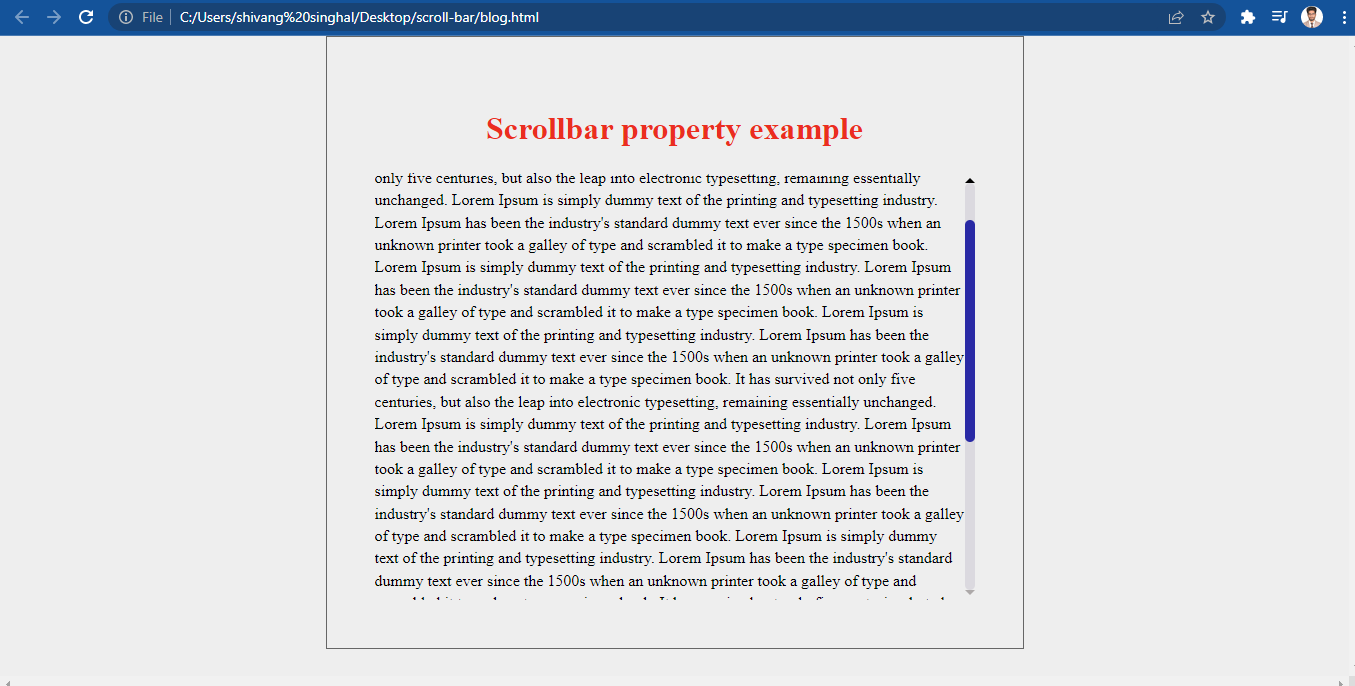 File
C:/Users/shivang%20singhal/Desktop/scroll-bar/blog.html
Scrollbar property example
only five centuries, but also the leap into electronic typesetting, remaining essentially
unchanged. Lorem Ipsum is simply dummy text of the printing and typesetting industry.
Lorem Ipsum has been the industry's standard dummy text ever since the 1500s when an
unknown printer took a galley of type and scrambled it to make a type specimen book.
Lorem Ipsum is simply dummy text of the printing and typesetting industry. Lorem Ipsum
has been the industry's standard dummy text ever since the 1500s when an unknown printer
took a galley of type and scrambled it to make a type specimen book. Lorem Ipsum is
simply dummy text of the printing and typesetting industry. Lorem Ipsum has been the
industry's standard dummy text ever since the 1500s when an unknown printer took a galley
of type and scrambled it to make a type specimen book. It has survived not only five
centuries, but also the leap into electronic typesetting, remaining essentially unchanged.
Lorem Ipsum is simply dummy text of the printing and typesetting industry. Lorem Ipsum
has been the industry's standard dummy text ever since the 1500s when an unknown printer
took a galley of type and scrambled it to make a type specimen book. Lorem Ipsum is
simply dummy text of the printing and typesetting industry. Lorem Ipsum has been the
industry's standard dummy text ever since the 1500s when an unknown printer took a galley
of type and scrambled it to make a type specimen book. Lorem Ipsum is simply dummy
text of the printing and typesetting industry. Lorem Ipsum has been the industry's standard
dummy text ever since the 1500s when an unknown printer took a galley of type and